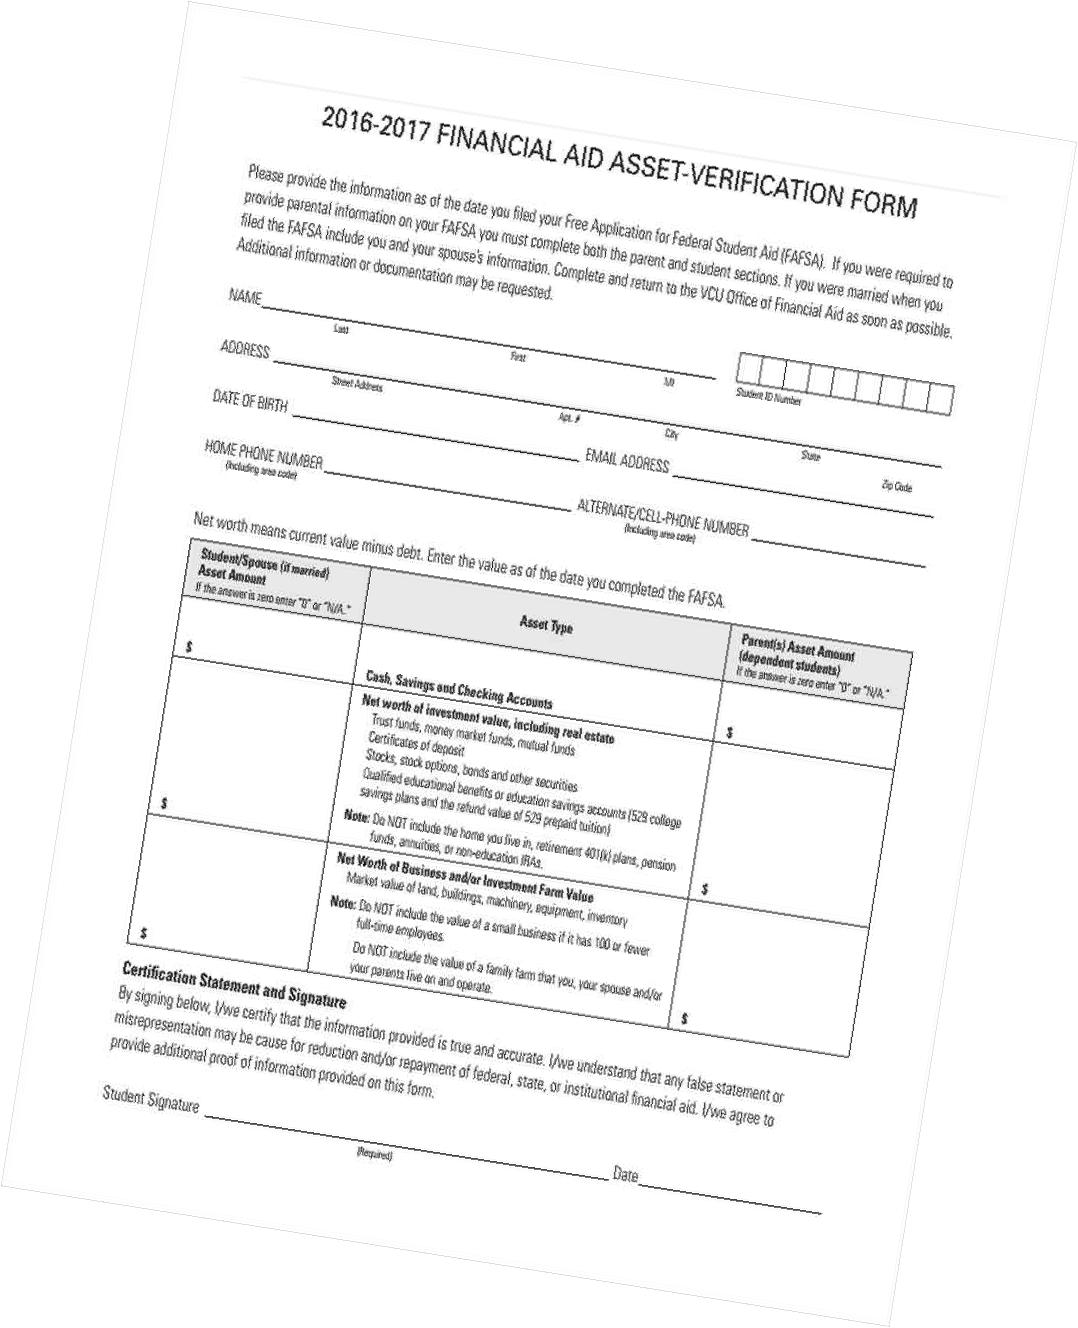 2016-2017 FINANCIAL AID ASSET-VERIFICATION FORM
Please provide the information as of the date you filed your Free Application for Federal Student Aid (FAFSA). If you were required to
provide parental information on your FAFSA you must complete both the parent and student sections. If you were married when you
filed the FAFSA include you and your spouse's information. Complete and return to the VCU Office of Financial Aid as soon as possible.
Additional information or documentation may be requested.
NAME
Last First MI
Student ID Number
ADDRESS
Street Address Apt. # City State Zip Code
DATE OF BIRTH EMAIL ADDRESS
HOME PHONE NUMBER ALTERNATE/CELL-PHONE NUMBER
(Including area code) (Including area code)
Net worth means current value minus debt. Enter the value as of the date you completed the FAFSA.
Student/Spouse (if married)
Asset Amount
If the answer is zero enter "0" or "N/A."
Asset Type
Parent(s) Asset Amount
(dependent students)
If the answer is zero enter "0" or "N/A."
$
Cash, Savings and Checking Accounts
$
$
Net worth of investment value, including real estate
Trust funds, money market funds, mutual funds
Certificates of deposit
Stocks, stock options, bonds and other securities
Qualified educational benefits or education savings accounts (529 college
savings plans and the refund value of 529 prepaid tuition)
Note: Do NOT include the home you live in, retirement 401(k) plans, pension
funds, annuities, or non-education IRAs.
$
$
Net Worth of Business and/or Investment Farm Value
Market value of land, buildings, machinery, equipment, inventory
Note: Do NOT include the value of a small business if it has 100 or fewer
full-time employees.
Do NOT include the value of a family farm that you, your spouse and/or
your parents live on and operate.
$
Certification Statement and Signature
By signing below, I/we certify that the information provided is true and accurate. I/we understand that any false statement or
misrepresentation may be cause for reduction and/or repayment of federal, state, or institutional financial aid. I/we agree to
provide additional proof of information provided on this form.
Student Signature Date
(Required)